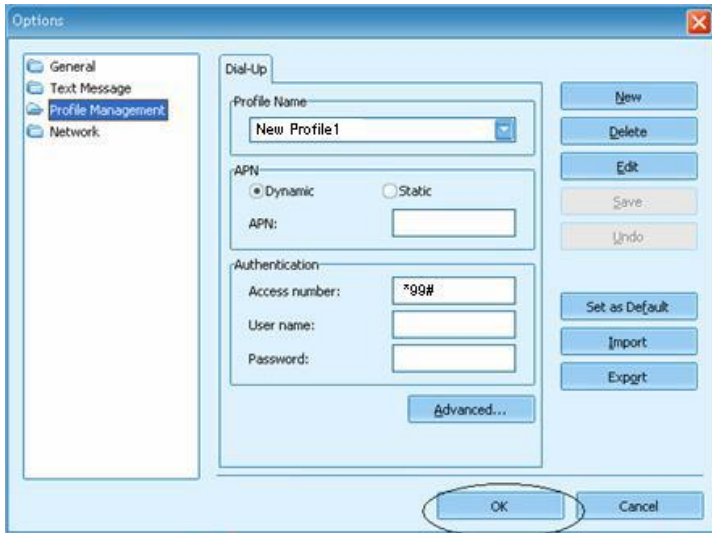 Options
General
Text Message
Profile Management
Network
Dial-Up
Profile Name
New Profile1
APN
Dynamic
Static
APN:
Authentication
Access number:
*99#
User name:
Password:
Advanced...
New
Delete
Edit
Save
Undo
Set as Default
Import
Export
OK
Cancel